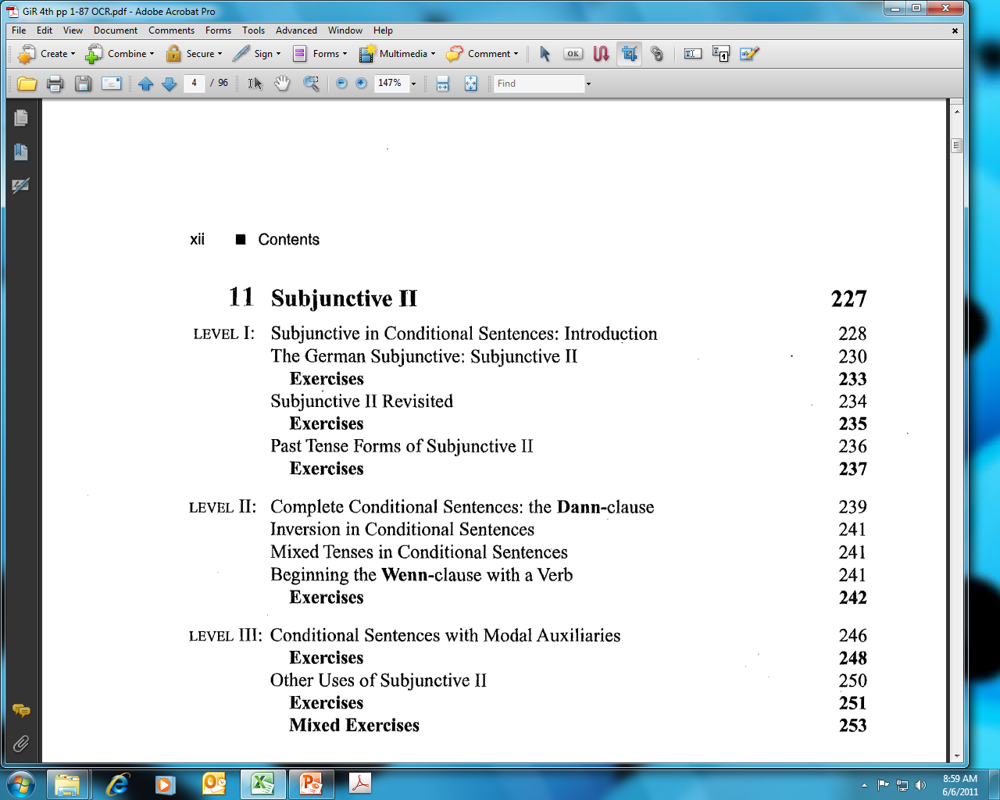 GiR 4th pp 1-87 OCR.pdf - Adobe Acrobat Pro
File Edit View Document Comments Forms Tools Advanced Window Help
Create Combine Secure Sign Forms Multimedia Comment OK
4 / 96 147% Find
xii ■ Contents
11 Subjunctive II 227
LEVEL I: Subjunctive in Conditional Sentences: Introduction 228
The German Subjunctive: Subjunctive II 230
Exercises 233
Subjunctive II Revisited 234
Exercises 235
Past Tense Forms of Subjunctive II 236
Exercises 237
LEVEL II: Complete Conditional Sentences: the Dann-clause 239
Inversion in Conditional Sentences 241
Mixed Tenses in Conditional Sentences 241
Beginning the Wenn-clause with a Verb 241
Exercises 242
LEVEL III: Conditional Sentences with Modal Auxiliaries 246
Exercises 248
Other Uses of Subjunctive II 250
Exercises 251
Mixed Exercises 253
8:59 AM
6/6/2011